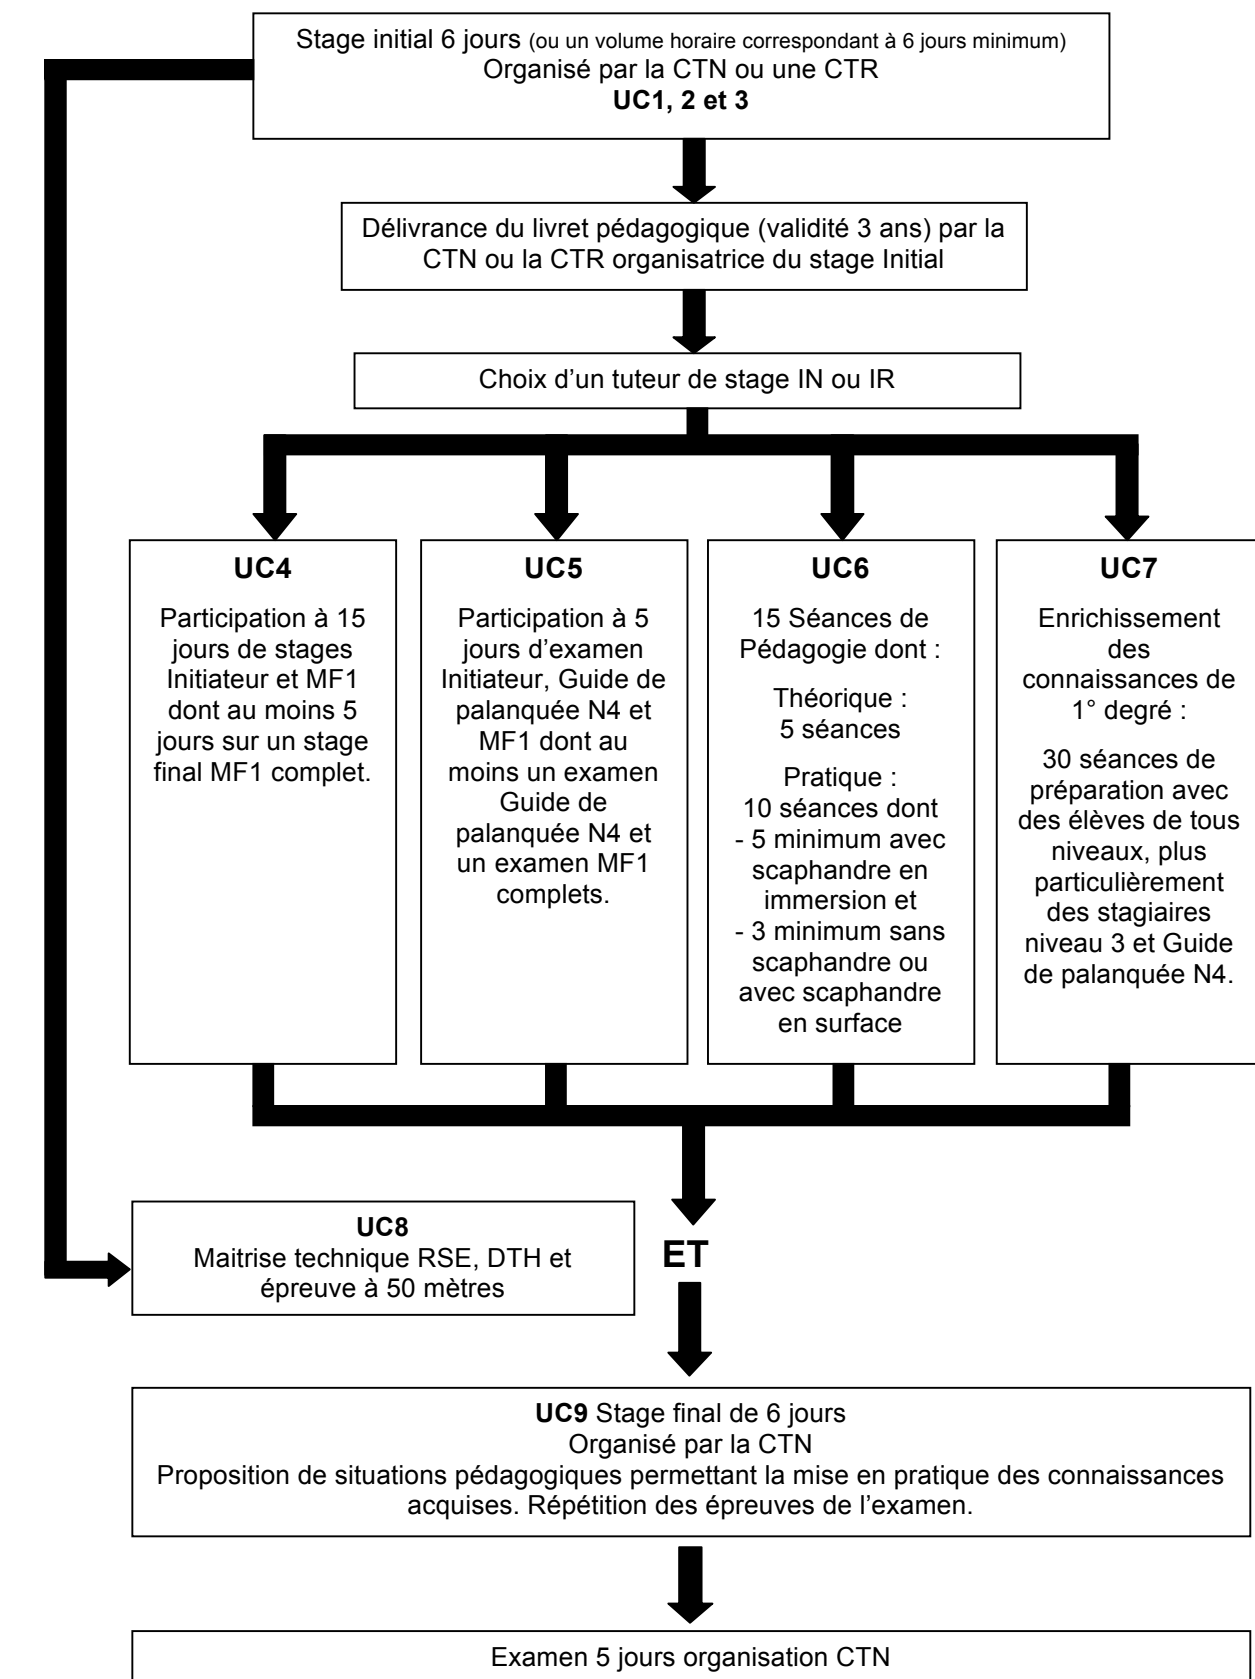 Stage initial 6 jours (ou un volume horaire correspondant à 6 jours minimum)
Organisé par la CTN ou une CTR
UC1, 2 et 3
Délivrance du livret pédagogique (validité 3 ans) par la
CTN ou la CTR organisatrice du stage Initial
Choix d’un tuteur de stage IN ou IR
UC4
Participation à 15
jours de stages
Initiateur et MF1
dont au moins 5
jours sur un stage
final MF1 complet.
UC5
Participation à 5
jours d’examen
Initiateur, Guide de
palanquée N4 et
MF1 dont au
moins un examen
Guide de
palanquée N4 et
un examen MF1
complets.
UC6
15 Séances de
Pédagogie dont :
Théorique :
5 séances
Pratique :
10 séances dont
- 5 minimum avec
scaphandre en
immersion et
- 3 minimum sans
scaphandre ou
avec scaphandre
en surface
UC7
Enrichissement
des
connaissances de
1° degré :
30 séances de
préparation avec
des élèves de tous
niveaux, plus
particulièrement
des stagiaires
niveau 3 et Guide
de palanquée N4.
UC8
Maitrise technique RSE, DTH et
épreuve à 50 mètres
ET
UC9 Stage final de 6 jours
Organisé par la CTN
Proposition de situations pédagogiques permettant la mise en pratique des connaissances
acquises. Répétition des épreuves de l’examen.
Examen 5 jours organisation CTN